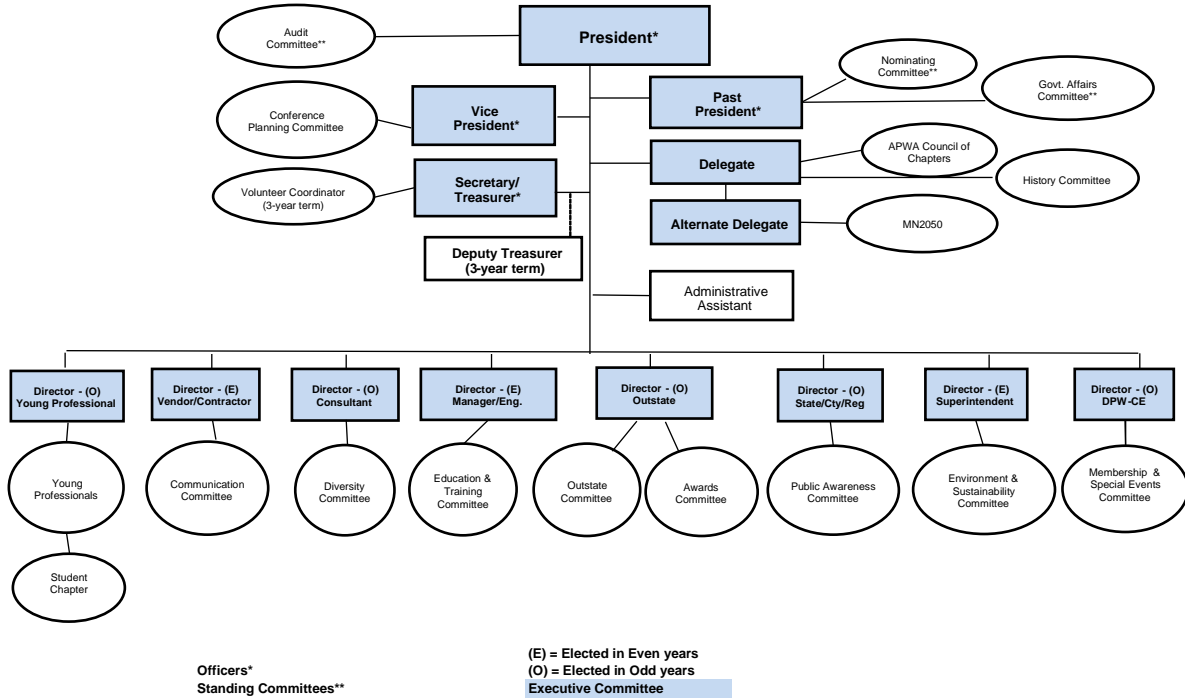 Audit
Committee**
President*
Nominating
Committee**
Govt. Affairs
Committee**
Past
President*
Conference
Planning Committee
Vice
President*
APWA Council of
Chapters
Delegate
History Committee
Volunteer Coordinator
(3-year term)
Secretary/
Treasurer*
Alternate Delegate
MN2050
Deputy Treasurer
(3-year term)
Administrative
Assistant
Director - (O)
Young Professional
Director - (E)
Vendor/Contractor
Director - (O)
Consultant
Director - (E)
Manager/Eng.
Director - (O)
Outstate
Director - (O)
State/Cty/Reg
Director - (E)
Superintendent
Director - (O)
DPW-CE
Young
Professionals
Communication
Committee
Diversity
Committee
Education &
Training
Committee
Outstate
Committee
Awards
Committee
Public Awareness
Committee
Environment &
Sustainability
Committee
Membership &
Special Events
Committee
Student
Chapter
Officers*
Standing Committees**
(E) = Elected in Even years
(O) = Elected in Odd years
Executive Committee